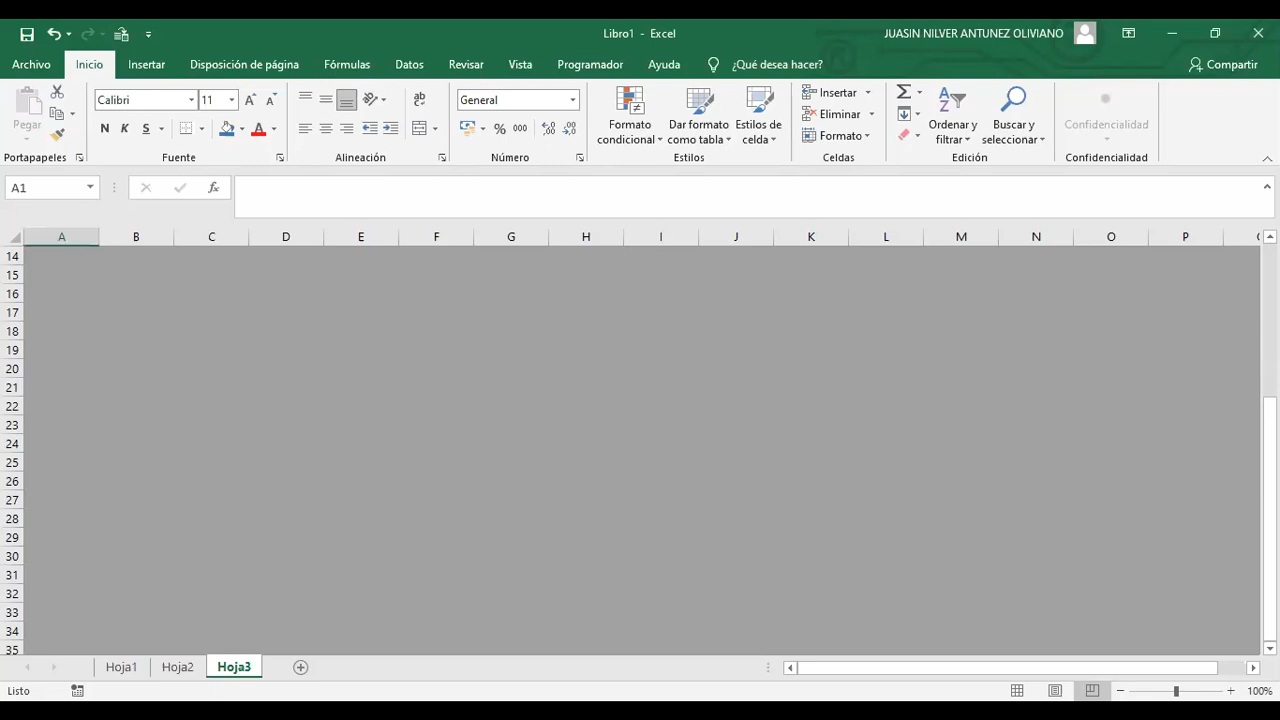 Libro1 - Excel
JUASIN NILVER ANTUNEZ OLIVIANO
Archivo Inicio Insertar Disposición de página Fórmulas Datos Revisar Vista Programador Ayuda ¿Qué desea hacer? Compartir
Pegar
Portapapeles
Calibri 11
N K S
Fuente
ab
Alineación
General
% 000
Número
Formato condicional
Dar formato como tabla
Estilos de celda
Estilos
Insertar
Eliminar
Formato
Celdas
Ordenar y filtrar
Buscar y seleccionar
Edición
Confidencialidad
Confidencialidad
A1 fx
A B C D E F G H I J K L M N O P
14
15
16
17
18
19
20
21
22
23
24
25
26
27
28
29
30
31
32
33
34
35
Hoja1 Hoja2 Hoja3
Listo 100%